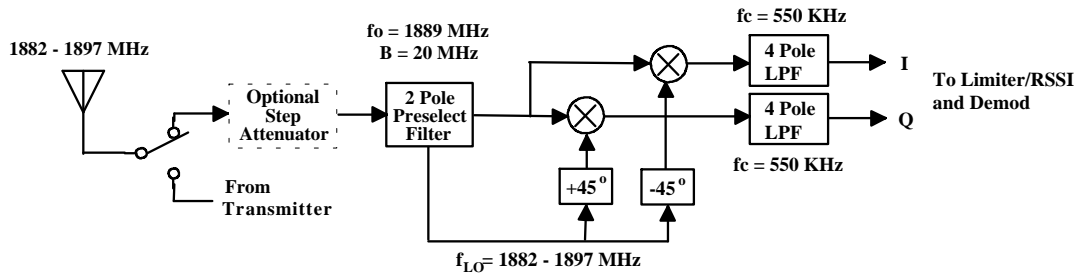 1882 - 1897 MHz
fo = 1889 MHz
B = 20 MHz
fc = 550 KHz
Optional
Step
Attenuator
2 Pole
Preselect
Filter
4 Pole
LPF
I
4 Pole
LPF
Q
To Limiter/RSSI
and Demod
fc = 550 KHz
+45°
-45°
From
Transmitter
fLO= 1882 - 1897 MHz